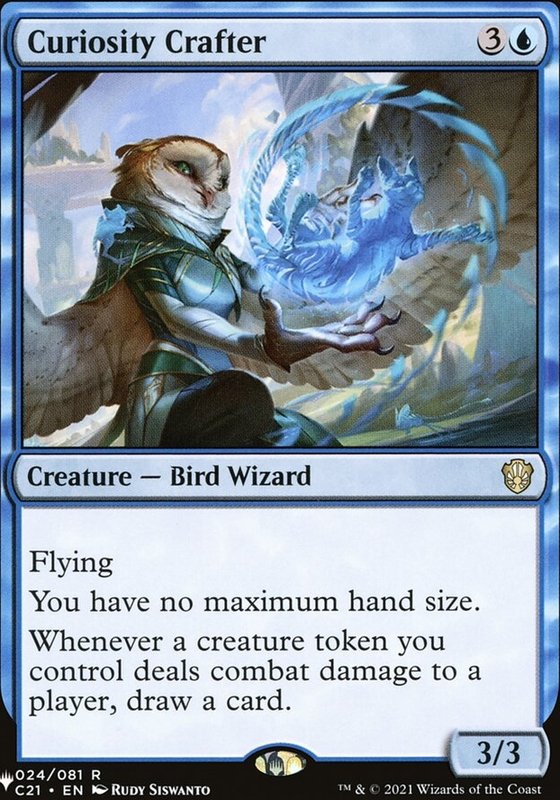 Curiosity Crafter 3
Creature — Bird Wizard
Flying
You have no maximum hand size.
Whenever a creature token you
control deals combat damage to a
player, draw a card.
3/3
024/081 R
C21 • EN Rudy Siswanto
™ & © 2021 Wizards of the Coast